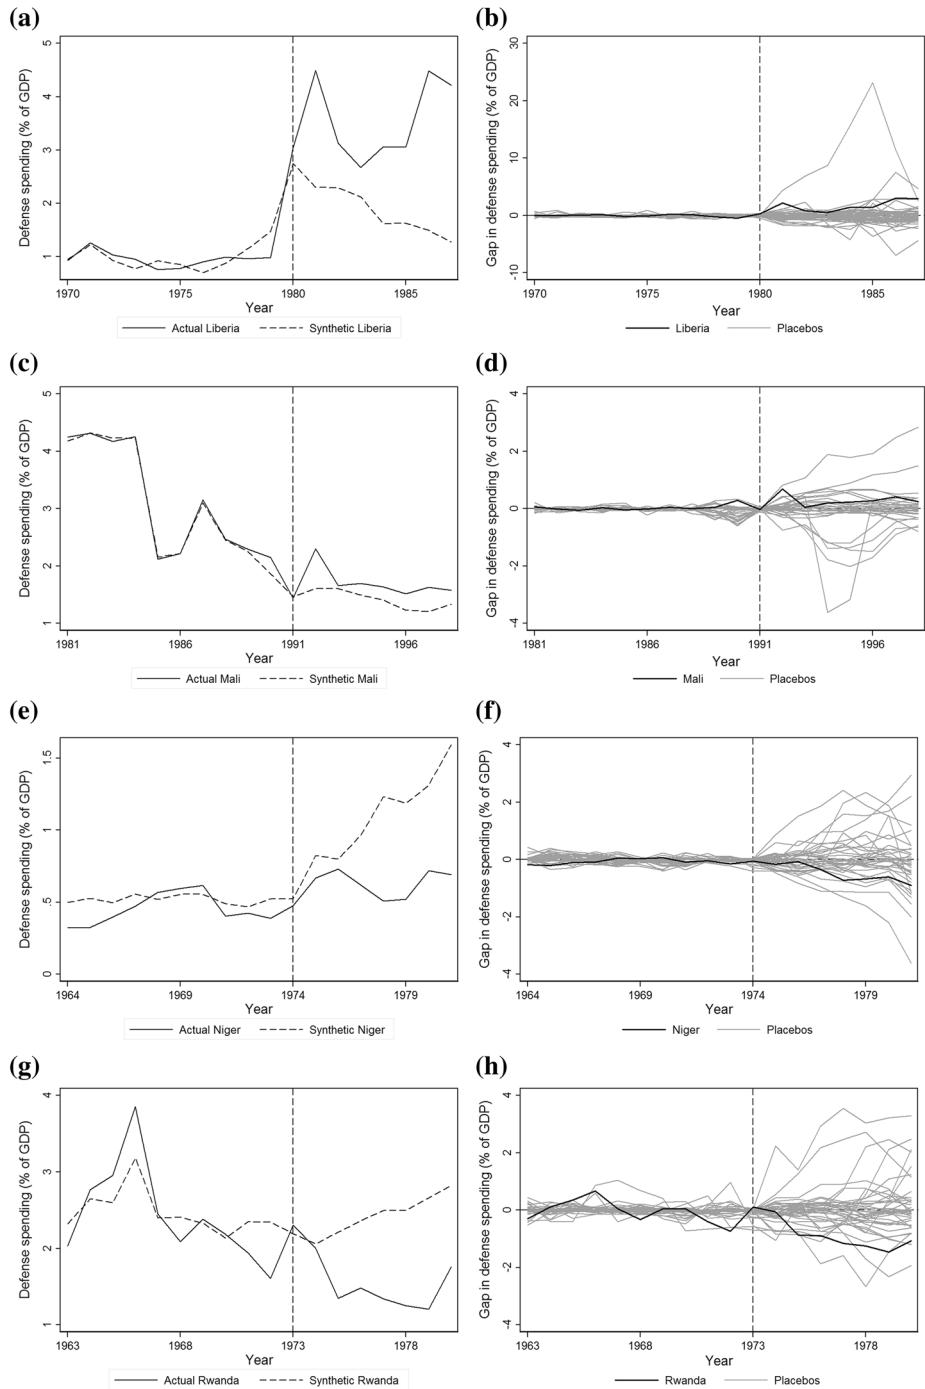 (a)
Defense spending (% of GDP)
5
4
3
2
1
1970 1975 1980 1985
Year
Actual Liberia Synthetic Liberia
(b)
Gap in defense spending (% of GDP)
30
20
10
0
-10
1970 1975 1980 1985
Year
Liberia Placebos
(c)
Defense spending (% of GDP)
5
4
3
2
1
1981 1986 1991 1996
Year
Actual Mali Synthetic Mali
(d)
Gap in defense spending (% of GDP)
4
2
0
-2
-4
1981 1986 1991 1996
Year
Mali Placebos
(e)
Defense spending (% of GDP)
1.5
1
.5
0
1964 1969 1974 1979
Year
Actual Niger Synthetic Niger
(f)
Gap in defense spending (% of GDP)
4
2
0
-2
-4
1964 1969 1974 1979
Year
Niger Placebos
(g)
Defense spending (% of GDP)
4
3
2
1
1963 1968 1973 1978
Year
Actual Rwanda Synthetic Rwanda
(h)
Gap in defense spending (% of GDP)
4
2
0
-2
-4
1963 1968 1973 1978
Year
Rwanda Placebos